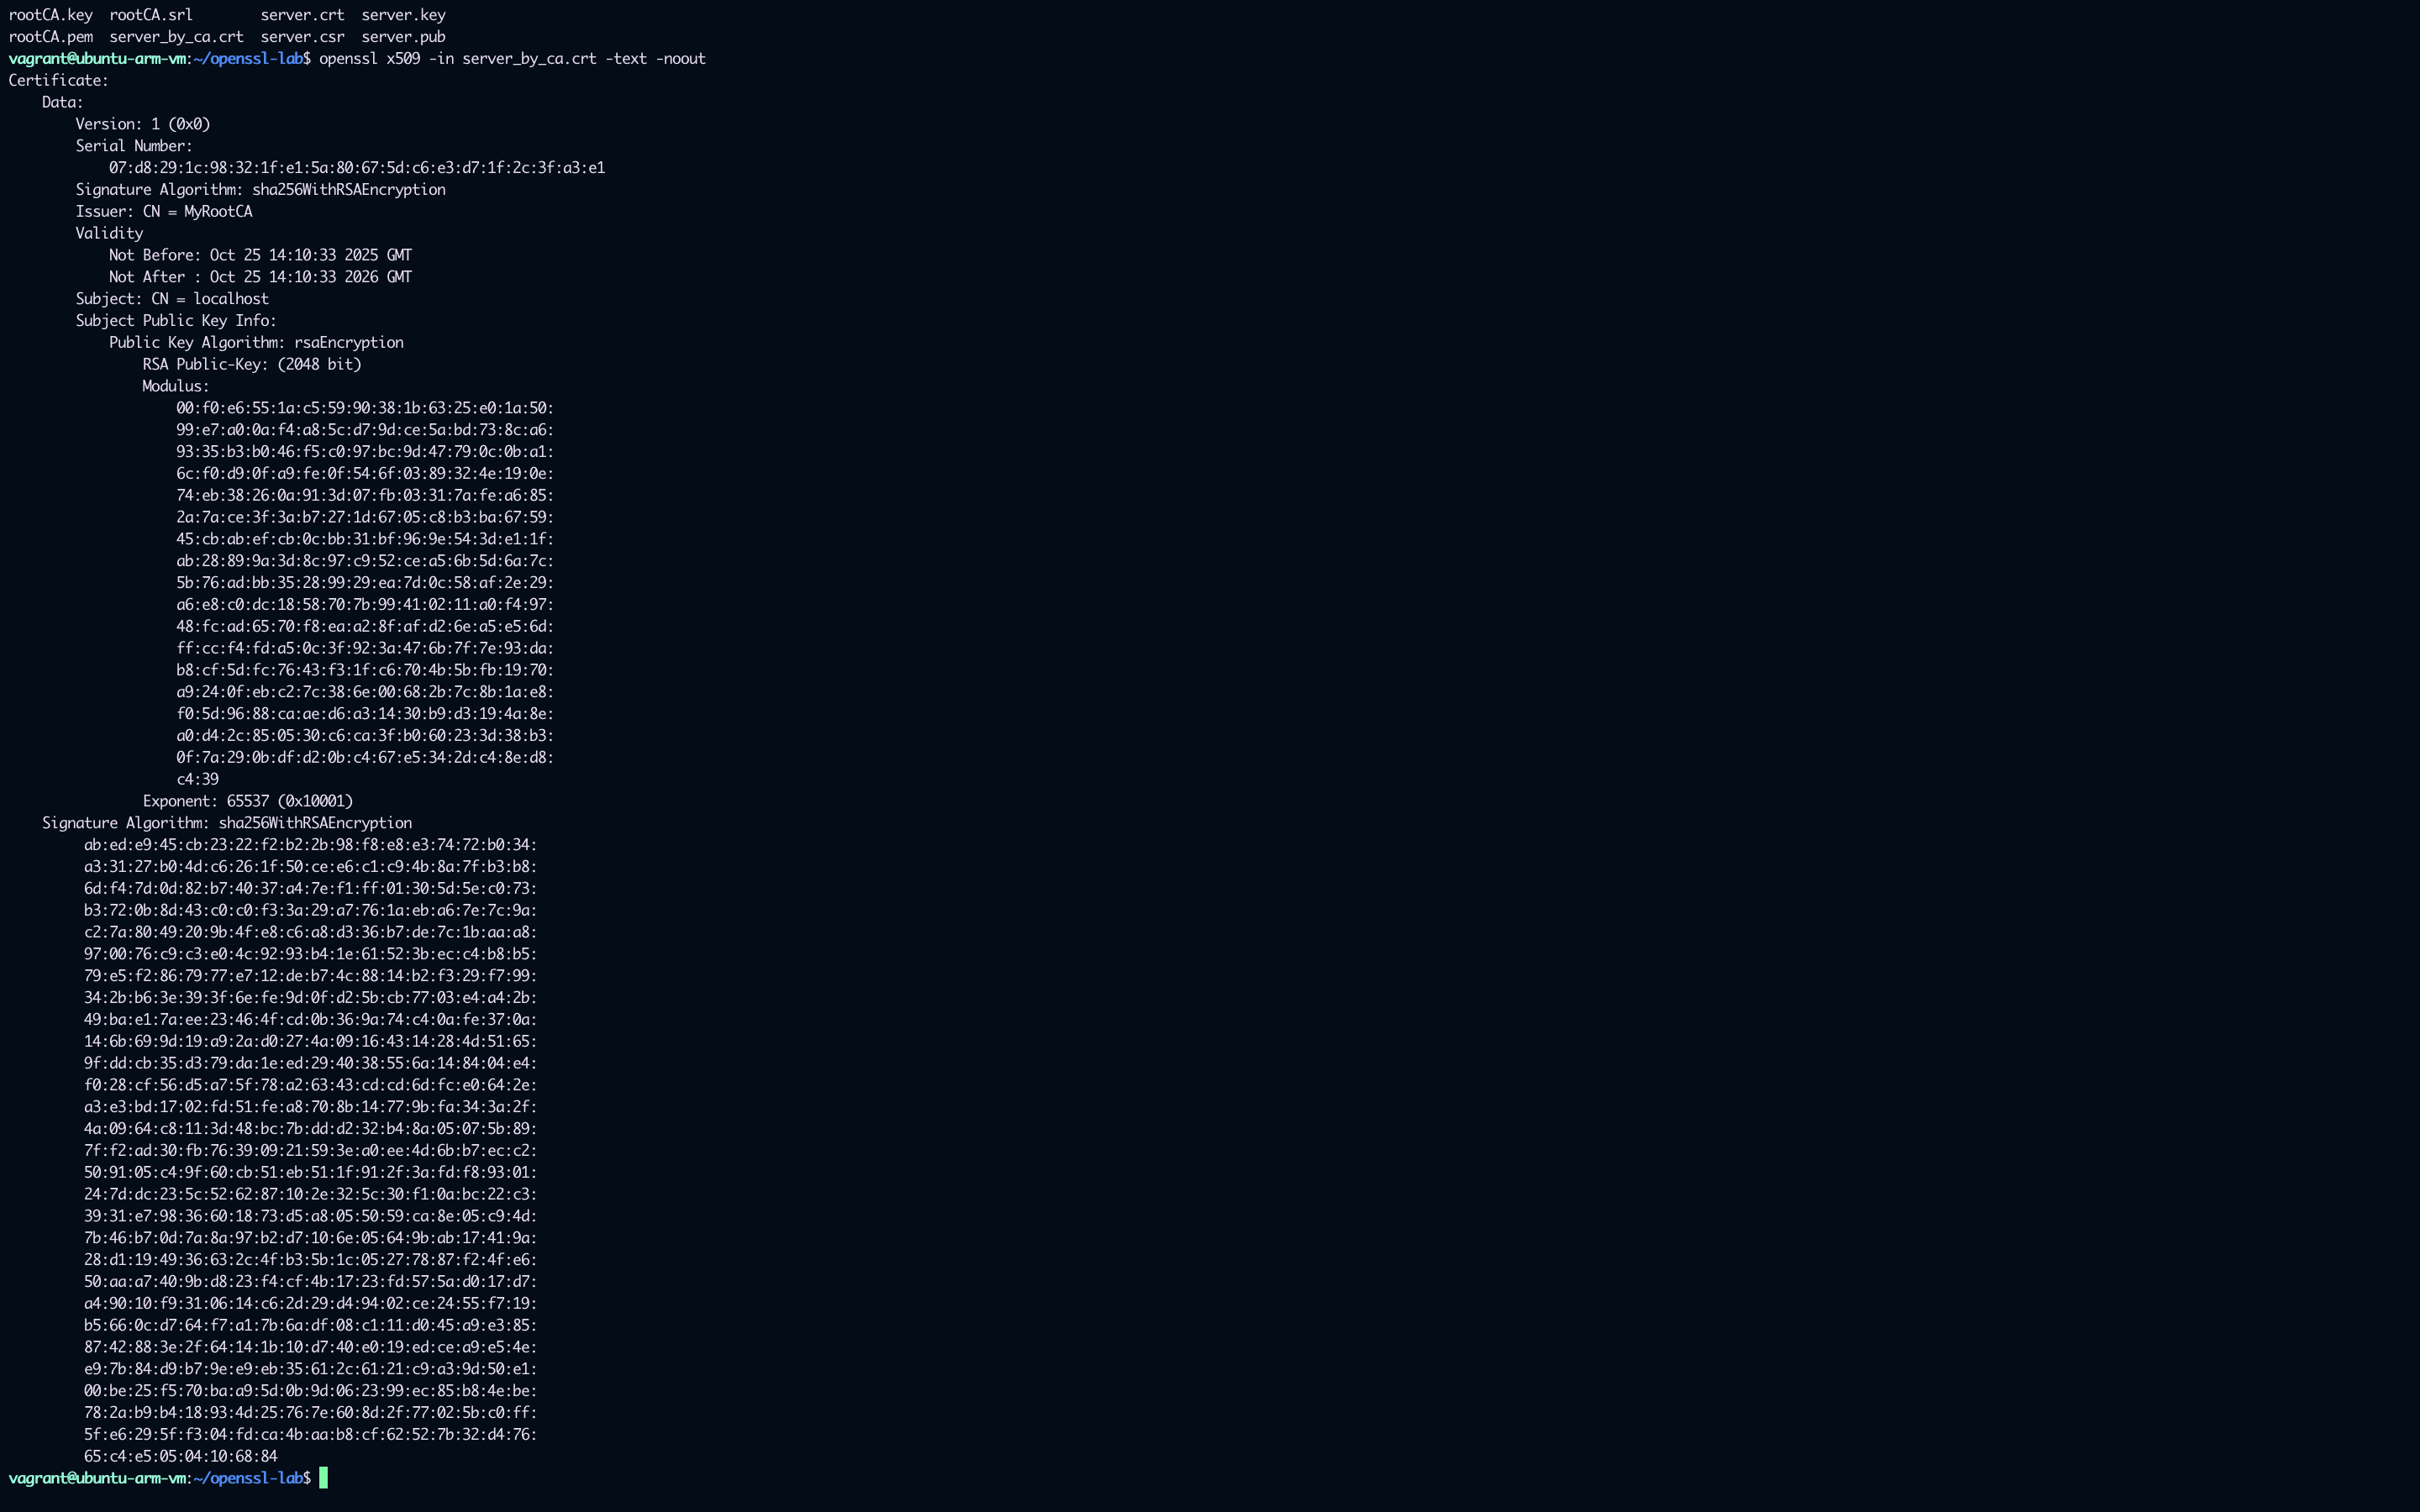 rootCA.key  rootCA.srl        server.crt  server.key
rootCA.pem  server_by_ca.crt  server.csr  server.pub
vagrant@ubuntu-arm-vm:~/openssl-lab$ openssl x509 -in server_by_ca.crt -text -noout
Certificate:
    Data:
        Version: 1 (0x0)
        Serial Number:
            07:d8:29:1c:98:32:1f:e1:5a:80:67:5d:c6:e3:d7:1f:2c:3f:a3:e1
        Signature Algorithm: sha256WithRSAEncryption
        Issuer: CN = MyRootCA
        Validity
            Not Before: Oct 25 14:10:33 2025 GMT
            Not After : Oct 25 14:10:33 2026 GMT
        Subject: CN = localhost
        Subject Public Key Info:
            Public Key Algorithm: rsaEncryption
                RSA Public-Key: (2048 bit)
                Modulus:
                    00:f0:e6:55:1a:c5:59:90:38:1b:63:25:e0:1a:50:
                    99:e7:a0:0a:f4:a8:5c:d7:9d:ce:5a:bd:73:8c:a6:
                    93:35:b3:b0:46:f5:c0:97:bc:9d:47:79:0c:0b:a1:
                    6c:f0:d9:0f:a9:fe:0f:54:6f:03:89:32:4e:19:0e:
                    74:eb:38:26:0a:91:3d:07:fb:03:31:7a:fe:a6:85:
                    2a:7a:ce:3f:3a:b7:27:1d:67:05:c8:b3:ba:67:59:
                    45:cb:ab:ef:cb:0c:bb:31:bf:96:9e:54:3d:e1:1f:
                    ab:28:89:9a:3d:8c:97:c9:52:ce:a5:6b:5d:6a:7c:
                    5b:76:ad:bb:35:28:99:29:ea:7d:0c:58:af:2e:29:
                    a6:e8:c0:dc:18:58:70:7b:99:41:02:11:a0:f4:97:
                    48:fc:ad:65:70:f8:ea:a2:8f:af:d2:6e:a5:e5:6d:
                    ff:cc:f4:fd:a5:0c:3f:92:3a:47:6b:7f:7e:93:da:
                    b8:cf:5d:fc:76:43:f3:1f:c6:70:4b:5b:fb:19:70:
                    a9:24:0f:eb:c2:7c:38:6e:00:68:2b:7c:8b:1a:e8:
                    f0:5d:96:88:ca:ae:d6:a3:14:30:b9:d3:19:4a:8e:
                    a0:d4:2c:85:05:30:c6:ca:3f:b0:60:23:3d:38:b3:
                    0f:7a:29:0b:df:d2:0b:c4:67:e5:34:2d:c4:8e:d8:
                    c4:39
                Exponent: 65537 (0x10001)
    Signature Algorithm: sha256WithRSAEncryption
         ab:ed:e9:45:cb:23:22:f2:b2:2b:98:f8:e8:e3:74:72:b0:34:
         a3:31:27:b0:4d:c6:26:1f:50:ce:e6:c1:c9:4b:8a:7f:b3:b8:
         6d:f4:7d:0d:82:b7:40:37:a4:7e:f1:ff:01:30:5d:5e:c0:73:
         b3:72:0b:8d:43:c0:c0:f3:3a:29:a7:76:1a:eb:a6:7e:7c:9a:
         c2:7a:80:49:20:9b:4f:e8:c6:a8:d3:36:b7:de:7c:1b:aa:a8:
         97:00:76:c9:c3:e0:4c:92:93:b4:1e:61:52:3b:ec:c4:b8:b5:
         79:e5:f2:86:79:77:e7:12:de:b7:4c:88:14:b2:f3:29:f7:99:
         34:2b:b6:3e:39:3f:6e:fe:9d:0f:d2:5b:cb:77:03:e4:a4:2b:
         49:ba:e1:7a:ee:23:46:4f:cd:0b:36:9a:74:c4:0a:fe:37:0a:
         14:6b:69:9d:19:a9:2a:d0:27:4a:09:16:43:14:28:4d:51:65:
         9f:dd:cb:35:d3:79:da:1e:ed:29:40:38:55:6a:14:84:04:e4:
         f0:28:cf:56:d5:a7:5f:78:a2:63:43:cd:cd:6d:fc:e0:64:2e:
         a3:e3:bd:17:02:fd:51:fe:a8:70:8b:14:77:9b:fa:34:3a:2f:
         4a:09:64:c8:11:3d:48:bc:7b:dd:d2:32:b4:8a:05:07:5b:89:
         7f:f2:ad:30:fb:76:39:09:21:59:3e:a0:ee:4d:6b:b7:ec:c2:
         50:91:05:c4:9f:60:cb:51:eb:51:1f:91:2f:3a:fd:f8:93:01:
         24:7d:dc:23:5c:52:62:87:10:2e:32:5c:30:f1:0a:bc:22:c3:
         39:31:e7:98:36:60:18:73:d5:a8:05:50:59:ca:8e:05:c9:4d:
         7b:46:b7:0d:7a:8a:97:b2:d7:10:6e:05:64:9b:ab:17:41:9a:
         28:d1:19:49:36:63:2c:4f:b3:5b:1c:05:27:78:87:f2:4f:e6:
         50:aa:a7:40:9b:d8:23:f4:cf:4b:17:23:fd:57:5a:d0:17:d7:
         a4:90:10:f9:31:06:14:c6:2d:29:d4:94:02:ce:24:55:f7:19:
         b5:66:0c:d7:64:f7:a1:7b:6a:df:08:c1:11:d0:45:a9:e3:85:
         87:42:88:3e:2f:64:14:1b:10:d7:40:e0:19:ed:ce:a9:e5:4e:
         e9:7b:84:d9:b7:9e:e9:eb:35:61:2c:61:21:c9:a3:9d:50:e1:
         00:be:25:f5:70:ba:a9:5d:0b:9d:06:23:99:ec:85:b8:4e:be:
         78:2a:b9:b4:18:93:4d:25:76:7e:60:8d:2f:77:02:5b:c0:ff:
         5f:e6:29:5f:f3:04:fd:ca:4b:aa:b8:cf:62:52:7b:32:d4:76:
         65:c4:e5:05:04:10:68:84
vagrant@ubuntu-arm-vm:~/openssl-lab$